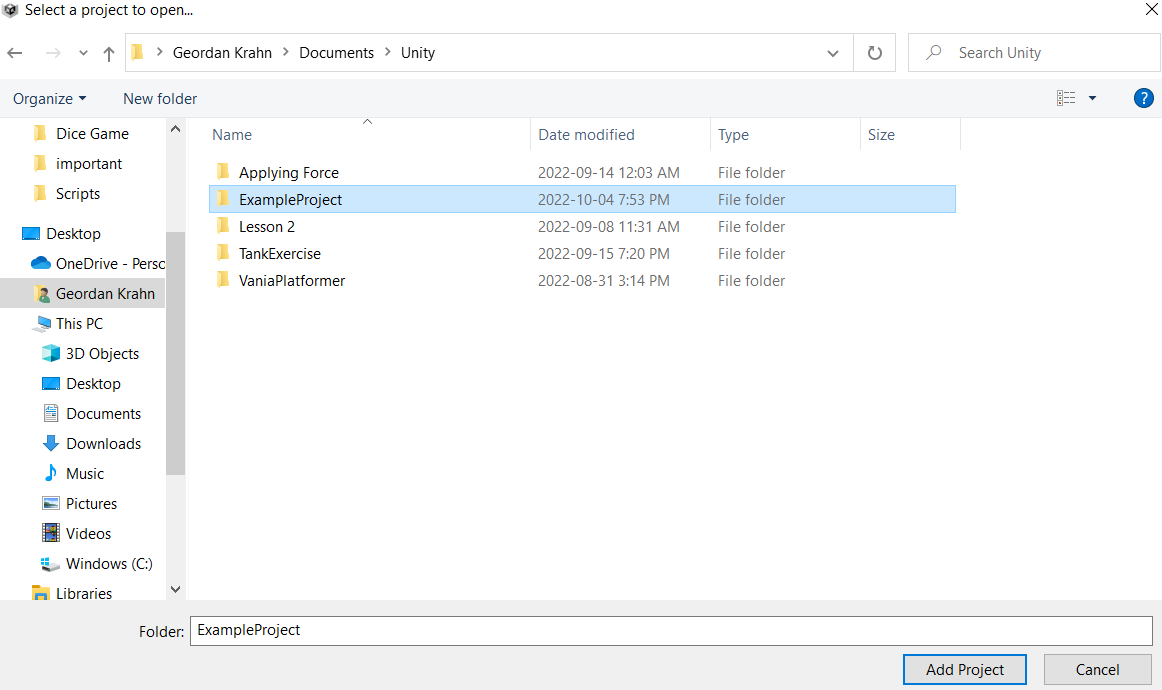 Select a project to open...
Geordan Krahn > Documents > Unity
Search Unity
Organize New folder
?
Dice Game
important
Scripts
Desktop
OneDrive - Perso
Geordan Krahn
This PC
3D Objects
Desktop
Documents
Downloads
Music
Pictures
Videos
Windows (C:)
Libraries
Name Date modified Type Size
Applying Force 2022-09-14 12:03 AM File folder
ExampleProject 2022-10-04 7:53 PM File folder
Lesson 2 2022-09-08 11:31 AM File folder
TankExercise 2022-09-15 7:20 PM File folder
VaniaPlatformer 2022-08-31 3:14 PM File folder
Folder: ExampleProject
Add Project Cancel